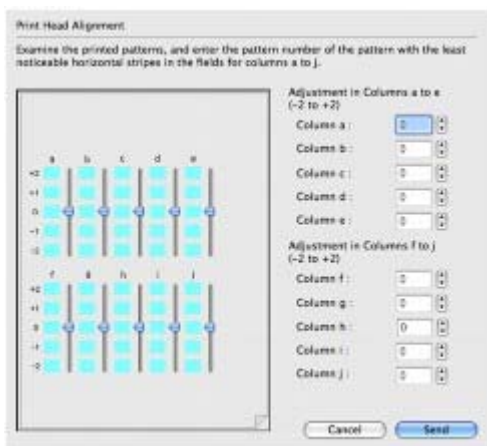 Print Head Alignment
Examine the printed patterns, and enter the pattern number of the pattern with the least
noticeable horizontal stripes in the fields for columns a to j.
Adjustment in Columns a to e
(-2 to +2)
Column a : 0
Column b : 0
Column c : 0
Column d : 0
Column e : 0
Adjustment in Columns f to j
(-2 to +2)
Column f : 0
Column g : 0
Column h : 0
Column i : 0
Column j : 0
a b c d e
+2
+1
0
-1
-2
f g h i j
+2
+1
0
-1
-2
Cancel Send